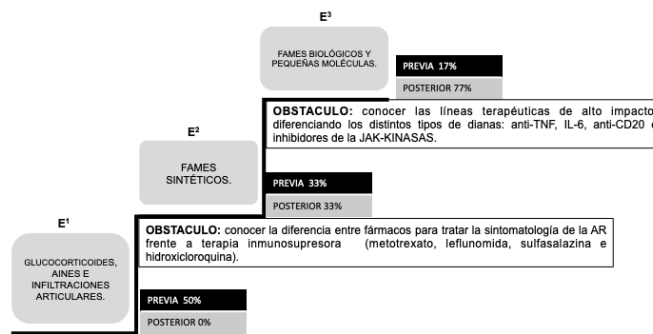 E³
FAMES BIOLÓGICOS Y
PEQUEÑAS MOLÉCULAS.
PREVIA 17%
POSTERIOR 77%
OBSTACULO: conocer las líneas terapéuticas de alto impacto
diferenciando los distintos tipos de dianas: anti-TNF, IL-6, anti-CD20 e
inhibidores de la JAK-KINASAS.
E²
FAMES
SINTÉTICOS.
PREVIA 33%
POSTERIOR 33%
OBSTACULO: conocer la diferencia entre fármacos para tratar la sintomatología de la AR
frente a terapia inmunosupresora (metotrexato, leflunomida, sulfasalazina e
hidroxicloroquina).
E¹
GLUCOCORTICOIDES,
AINES E
INFILTRACIONES
ARTICULARES.
PREVIA 50%
POSTERIOR 0%